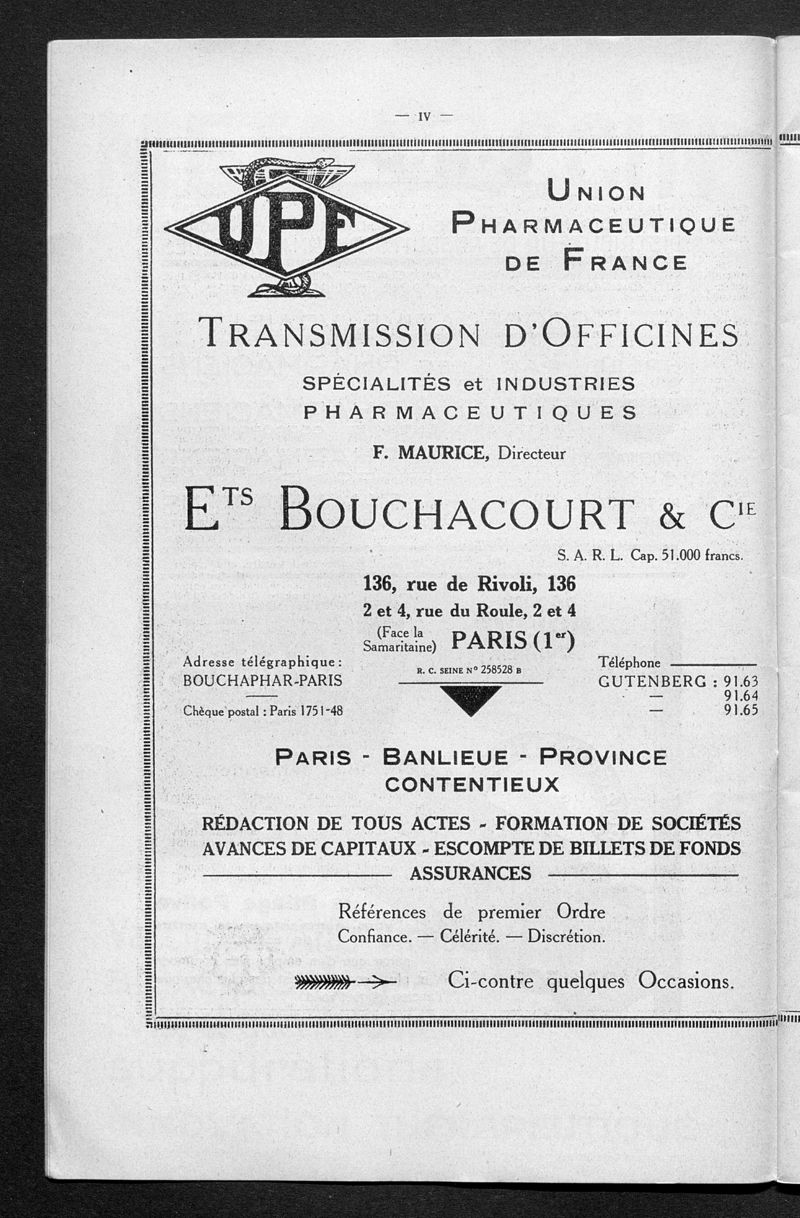 — IV —
UPF
UNION
PHARMACEUTIQUE
DE FRANCE
TRANSMISSION D'OFFICINES
SPÉCIALITÉS et INDUSTRIES
PHARMACEUTIQUES
F. MAURICE, Directeur
ETS BOUCHACOURT & CIE
S. A. R. L. Cap. 51.000 francs.
136, rue de Rivoli, 136
2 et 4, rue du Roule, 2 et 4
(Face la
Samaritaine) PARIS (1er)
R. C. SEINE N° 258528 B
Adresse télégraphique :
BOUCHAPHAR-PARIS
Chèque postal : Paris 1751-48
Téléphone
GUTENBERG : 91.63
— 91.64
— 91.65
PARIS - BANLIEUE - PROVINCE
CONTENTIEUX
RÉDACTION DE TOUS ACTES - FORMATION DE SOCIÉTÉS
AVANCES DE CAPITAUX - ESCOMPTE DE BILLETS DE FONDS
ASSURANCES
Références de premier Ordre
Confiance. — Célérité. — Discrétion.
Ci-contre quelques Occasions.